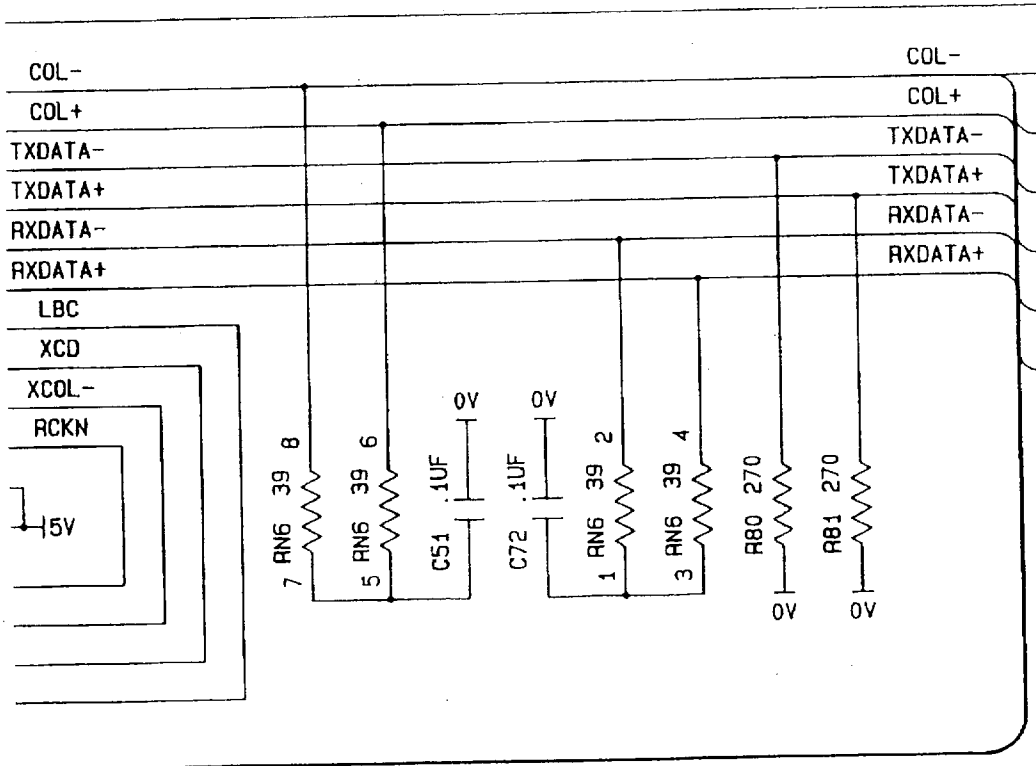 COL-
COL+
TXDATA-
TXDATA+
RXDATA-
RXDATA+
LBC
XCD
XCOL-
RCKN
5V
COL-
COL+
TXDATA-
TXDATA+
RXDATA-
RXDATA+
0V
0V
8
6
2
4
RN6 39
RN6 39
C51 .1UF
C72 .1UF
RN6 39
RN6 39
R80 270
R81 270
7
5
1
3
0V
0V